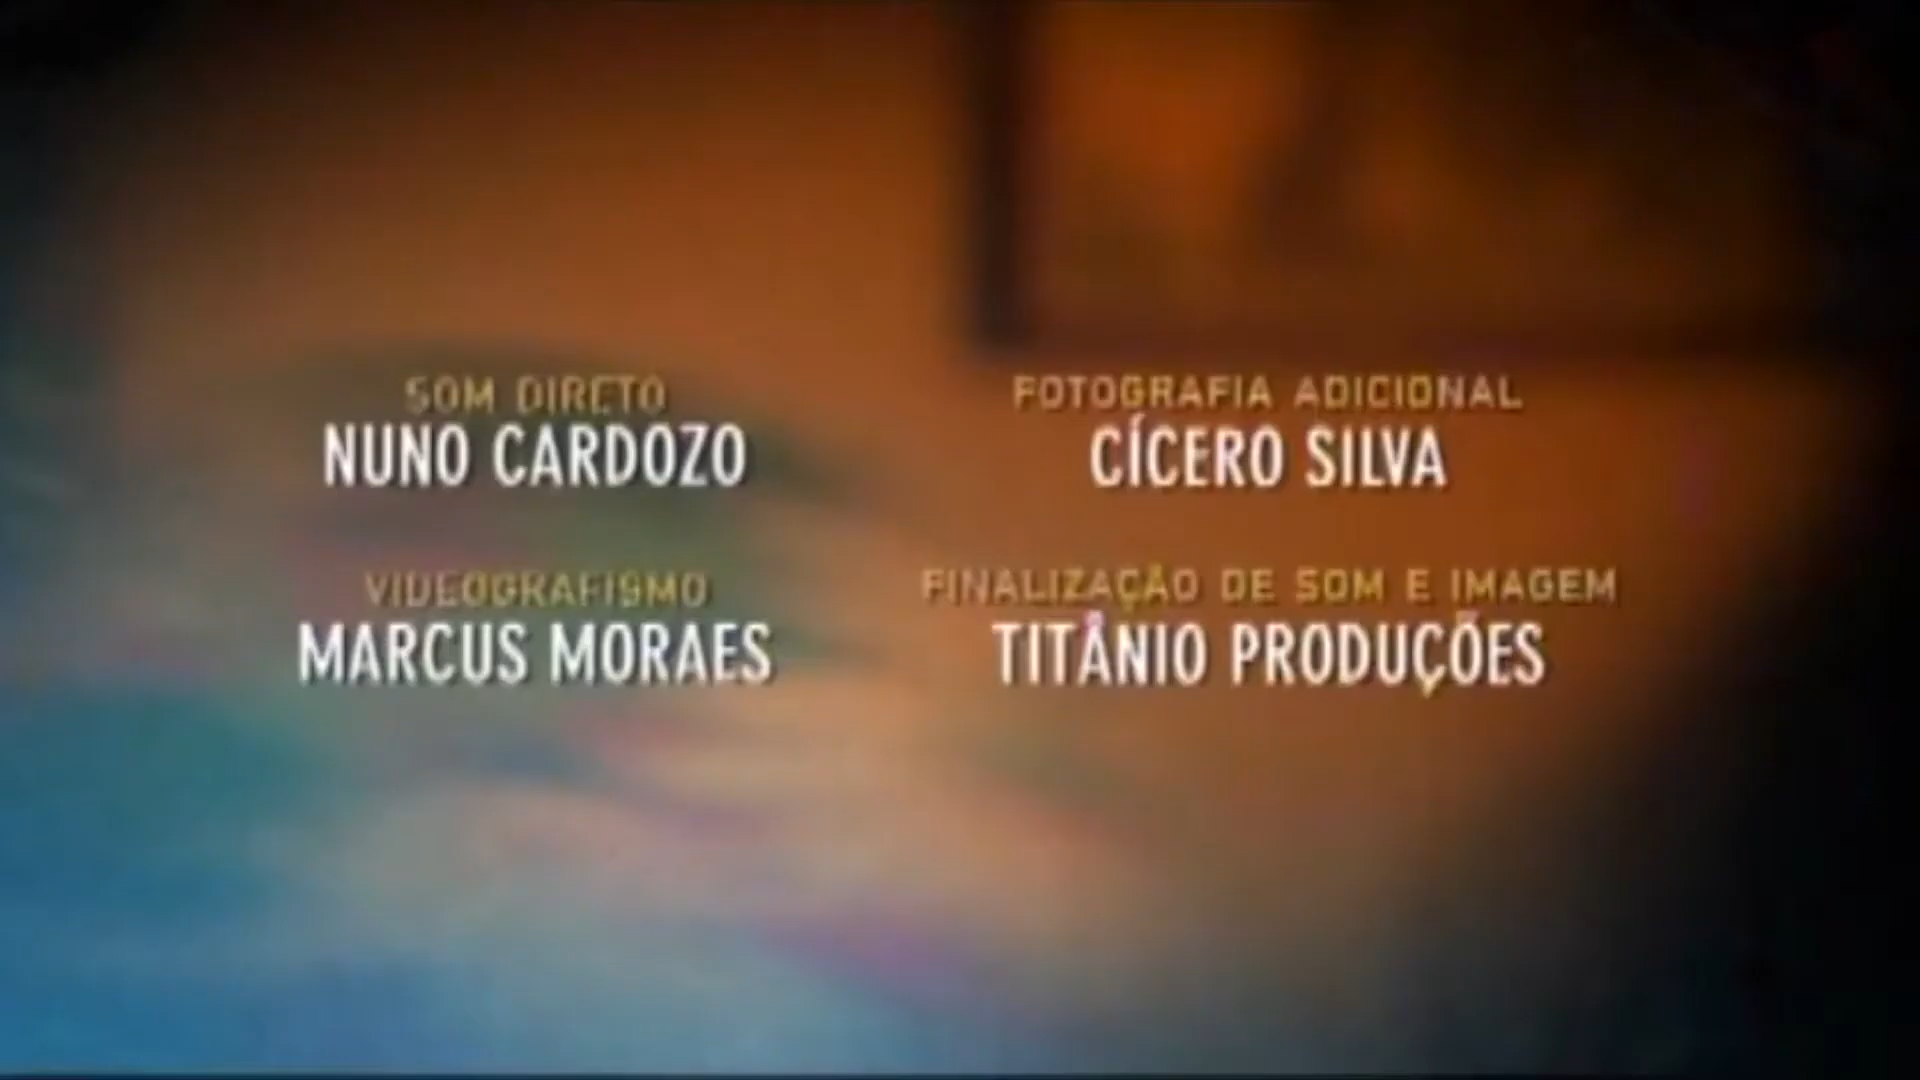 SOM DIRETO
NUNO CARDOZO
FOTOGRAFIA ADICIONAL
CÍCERO SILVA
VIDEOGRAFISMO
MARCUS MORAES
FINALIZAÇÃO DE SOM E IMAGEM
TITÂNIO PRODUÇÕES